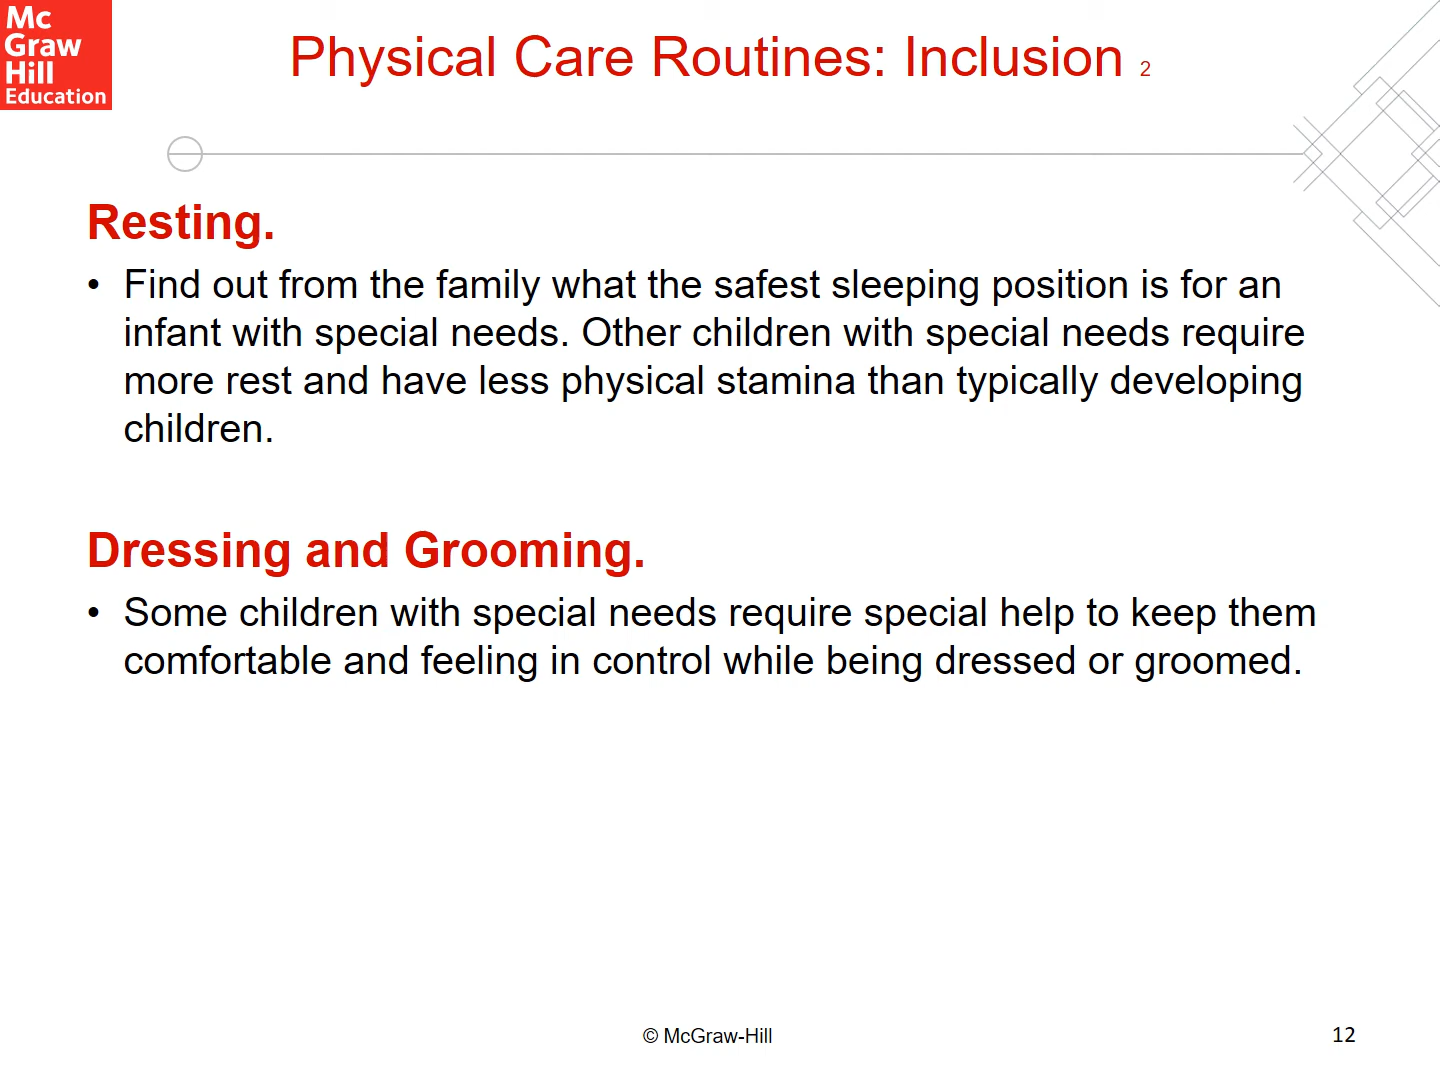 Mc
Graw
Hill
Education
Physical Care Routines: Inclusion 2
Resting.
• Find out from the family what the safest sleeping position is for an
infant with special needs. Other children with special needs require
more rest and have less physical stamina than typically developing
children.
Dressing and Grooming.
• Some children with special needs require special help to keep them
comfortable and feeling in control while being dressed or groomed.
© McGraw-Hill
12